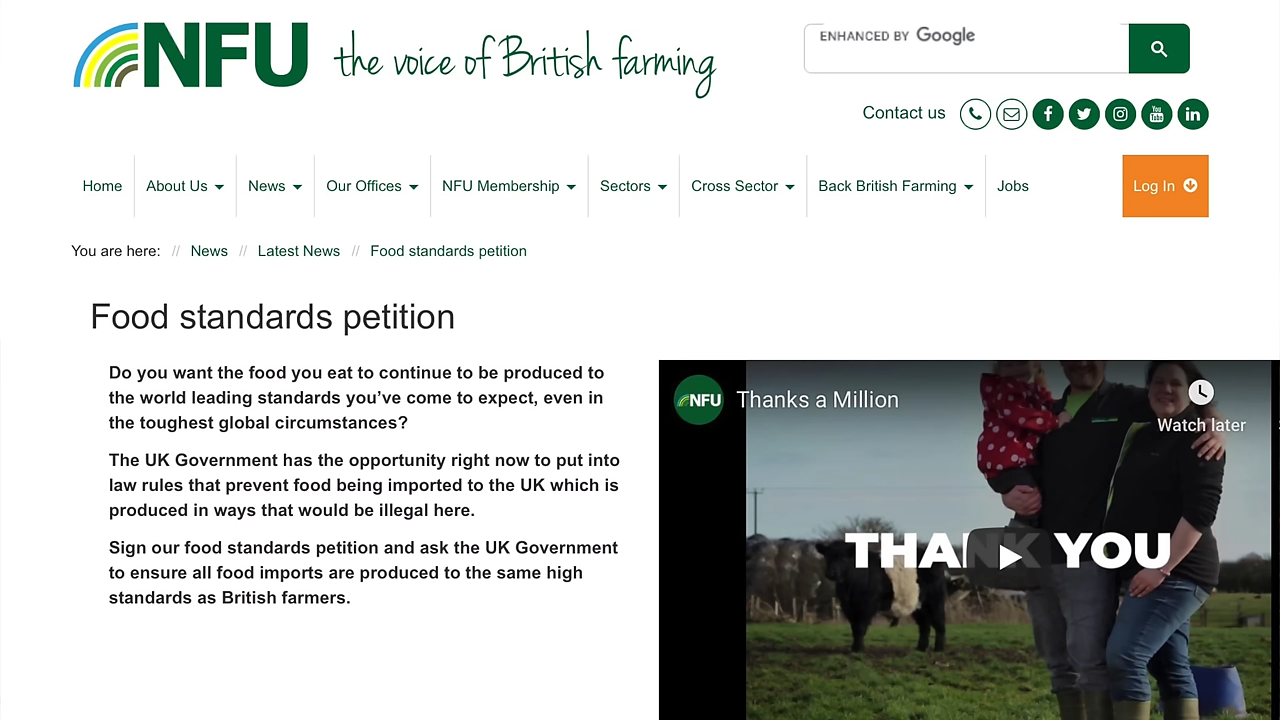 NFU the voice of British farming
ENHANCED BY Google
Contact us
You Tube
Home About Us News Our Offices NFU Membership Sectors Cross Sector Back British Farming Jobs Log In
You are here: // News // Latest News // Food standards petition
Food standards petition
Do you want the food you eat to continue to be produced to
the world leading standards you’ve come to expect, even in
the toughest global circumstances?
The UK Government has the opportunity right now to put into
law rules that prevent food being imported to the UK which is
produced in ways that would be illegal here.
Sign our food standards petition and ask the UK Government
to ensure all food imports are produced to the same high
standards as British farmers.
NFU Thanks a Million
Watch later
THANK YOU